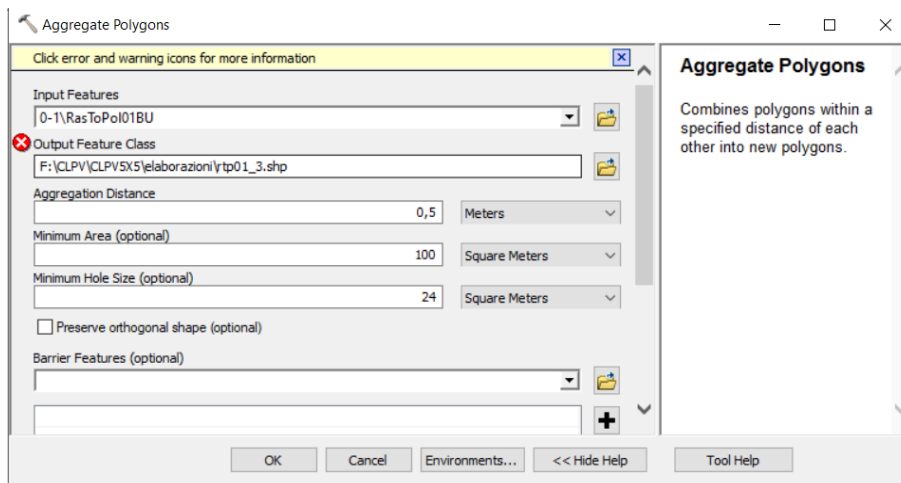 Aggregate Polygons
Click error and warning icons for more information
Input Features
0-1\RasToPol01BU
Output Feature Class
F:\CLPV\CLPV5X5\elaborazioni\rtp01_3.shp
Aggregation Distance
0,5 Meters
Minimum Area (optional)
100 Square Meters
Minimum Hole Size (optional)
24 Square Meters
Preserve orthogonal shape (optional)
Barrier Features (optional)
OK Cancel Environments... << Hide Help Tool Help
Aggregate Polygons
Combines polygons within a
specified distance of each
other into new polygons.